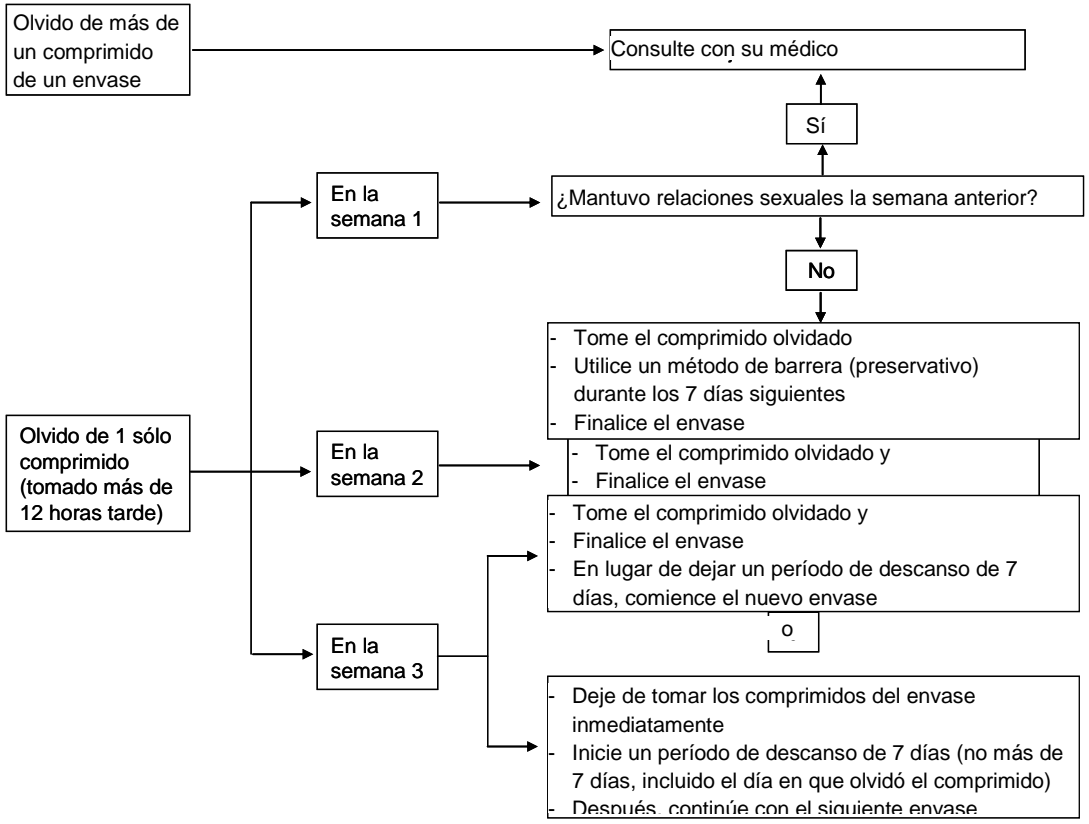 Olvido de más de
un comprimido
de un envase
Consulte con su médico
Sí
En la
semana 1
¿Mantuvo relaciones sexuales la semana anterior?
No
- Tome el comprimido olvidado
- Utilice un método de barrera (preservativo)
durante los 7 días siguientes
- Finalice el envase
Olvido de 1 sólo
comprimido
(tomado más de
12 horas tarde)
En la
semana 2
- Tome el comprimido olvidado y
- Finalice el envase
- Tome el comprimido olvidado y
- Finalice el envase
- En lugar de dejar un período de descanso de 7
días, comience el nuevo envase
o
En la
semana 3
- Deje de tomar los comprimidos del envase
inmediatamente
- Inicie un período de descanso de 7 días (no más de
7 días, incluido el día en que olvidó el comprimido)
- Después, continúe con el siguiente envase